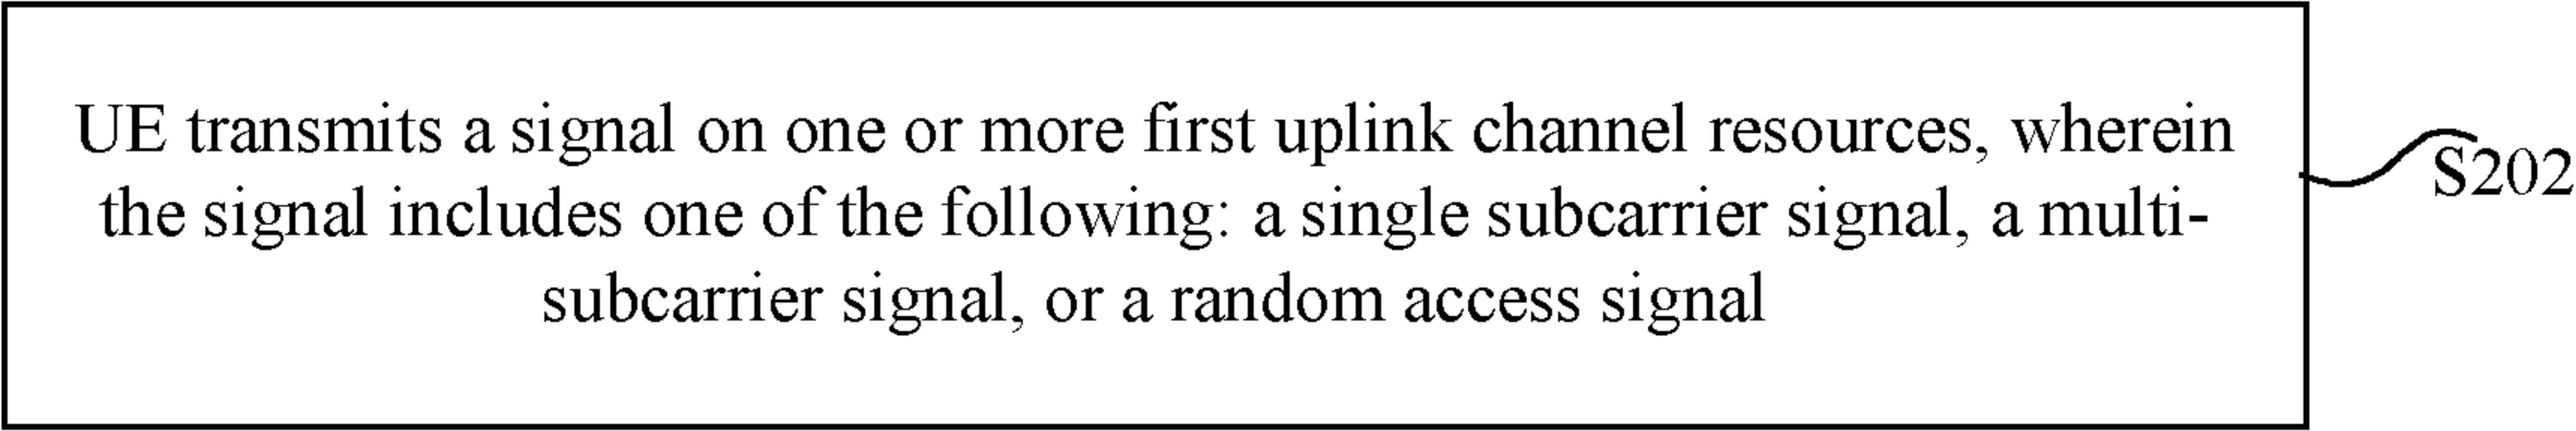 UE transmits a signal on one or more first uplink channel resources, wherein
the signal includes one of the following: a single subcarrier signal, a multi-
subcarrier signal, or a random access signal
S202